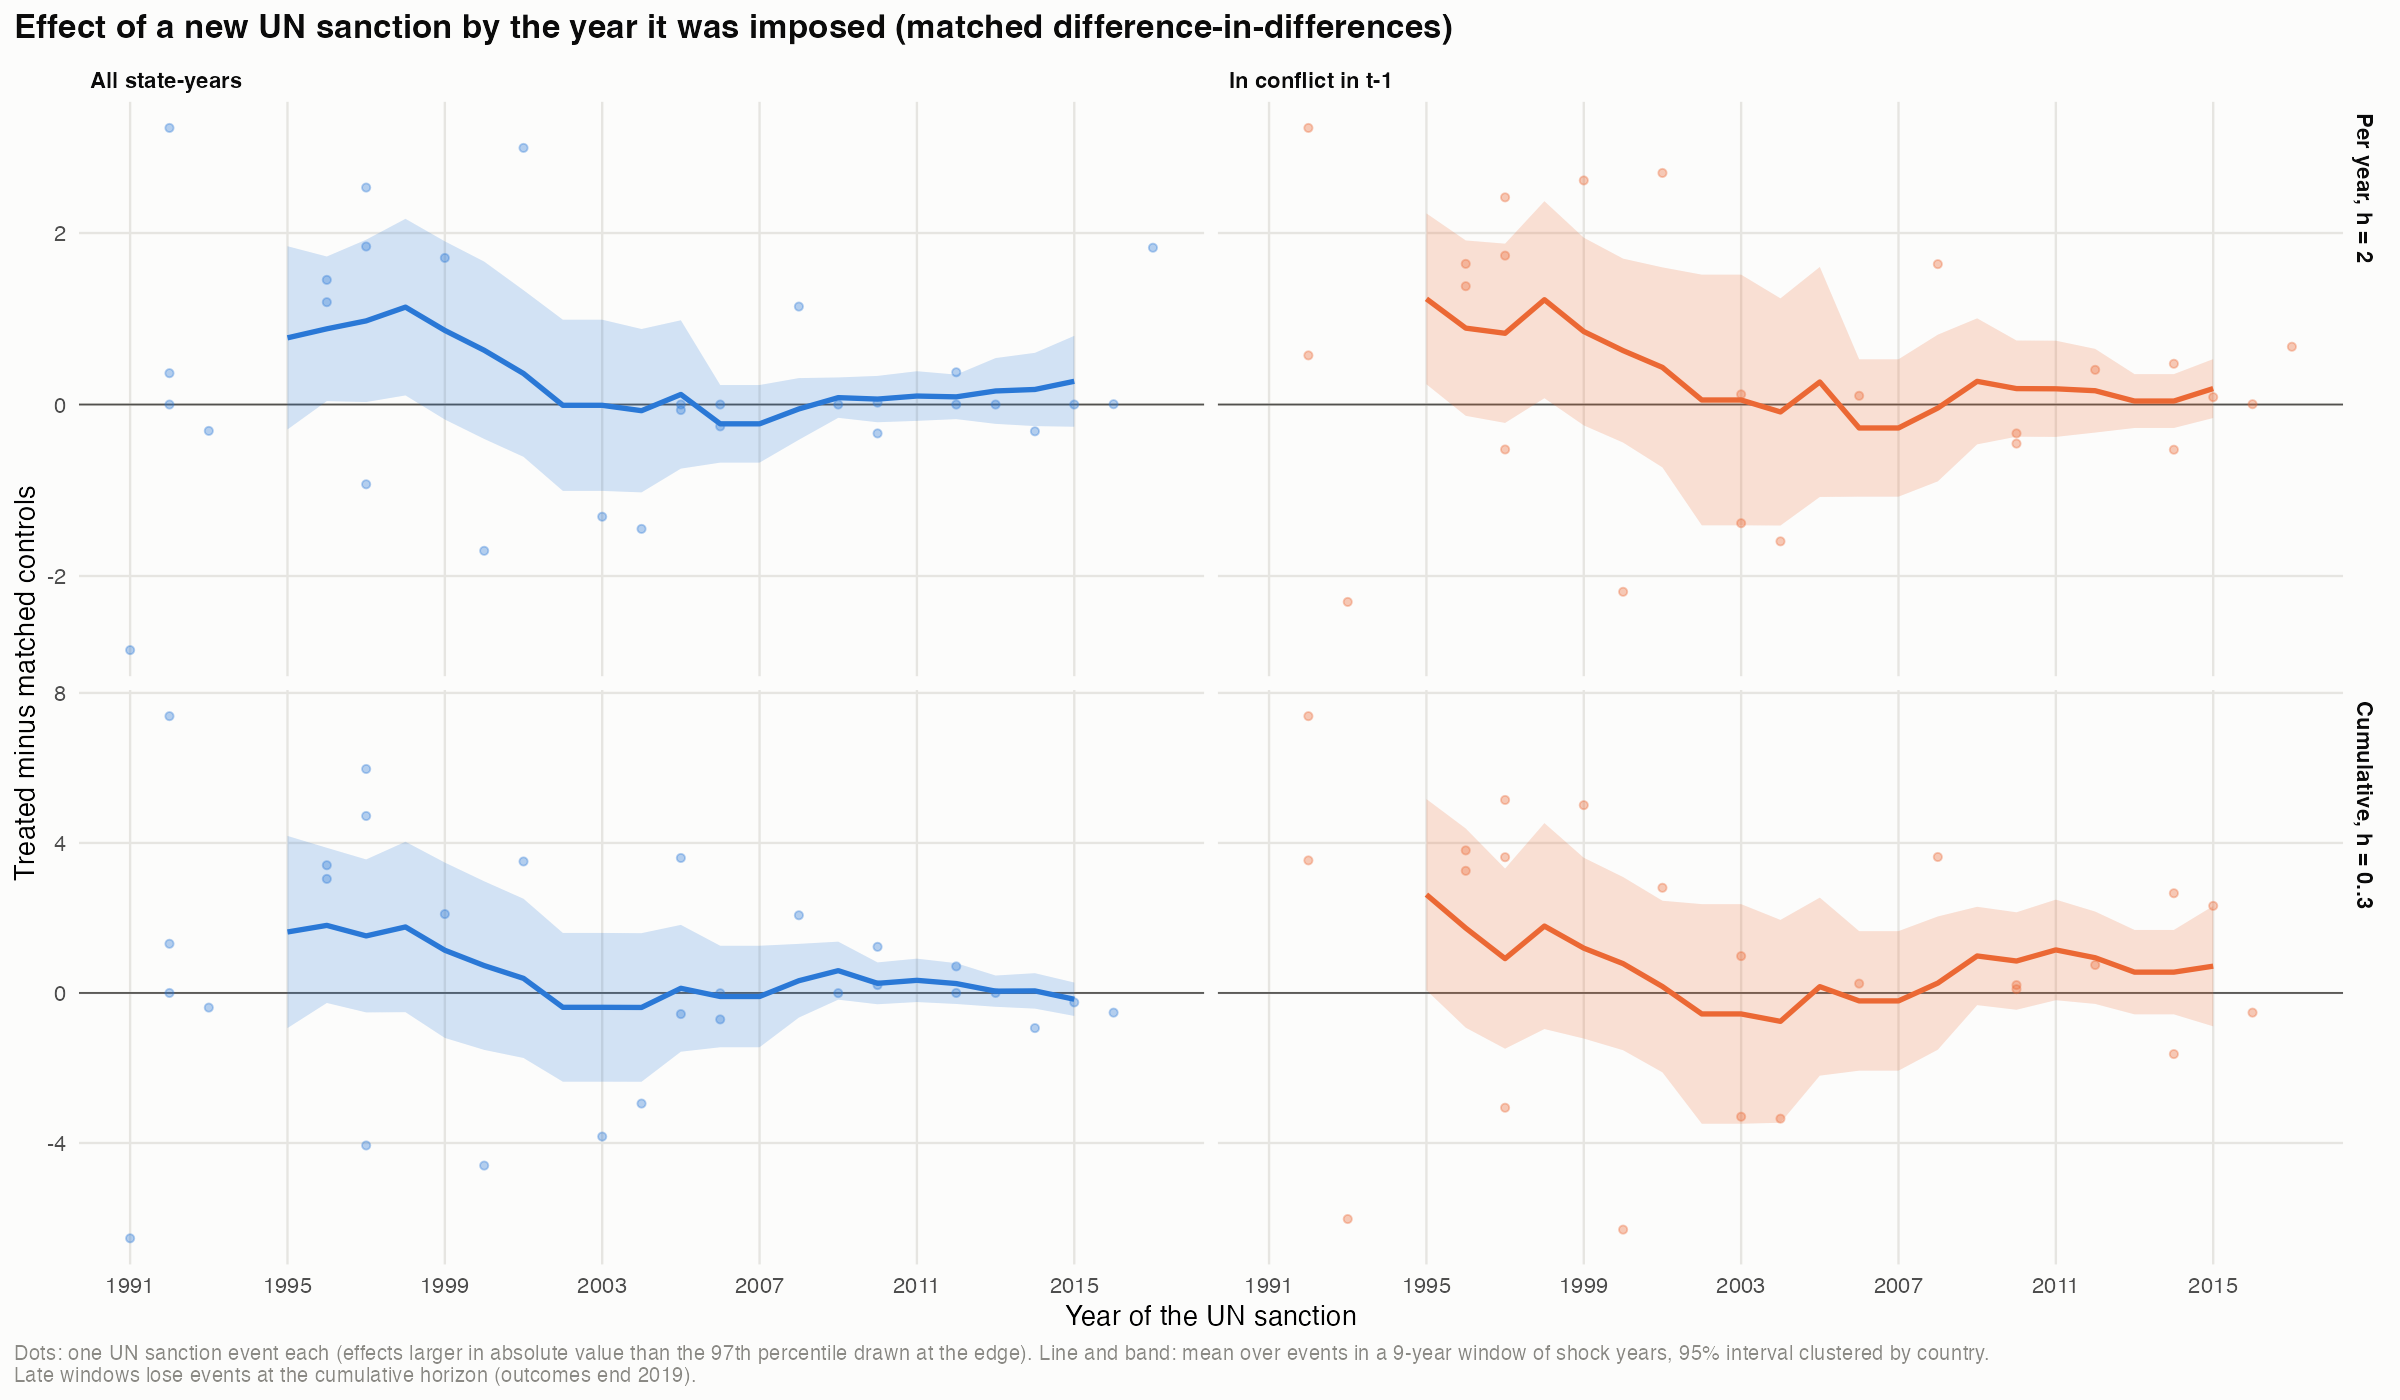 Effect of a new UN sanction by the year it was imposed (matched difference-in-differences)
All state-years
In conflict in t-1
Per year, h = 2
2
0
-2
Treated minus matched controls
Cumulative, h = 0..3
8
4
0
-4
1991 1995 1999 2003 2007 2011 2015
1991 1995 1999 2003 2007 2011 2015
Year of the UN sanction
Dots: one UN sanction event each (effects larger in absolute value than the 97th percentile drawn at the edge). Line and band: mean over events in a 9-year window of shock years, 95% interval clustered by country.
Late windows lose events at the cumulative horizon (outcomes end 2019).